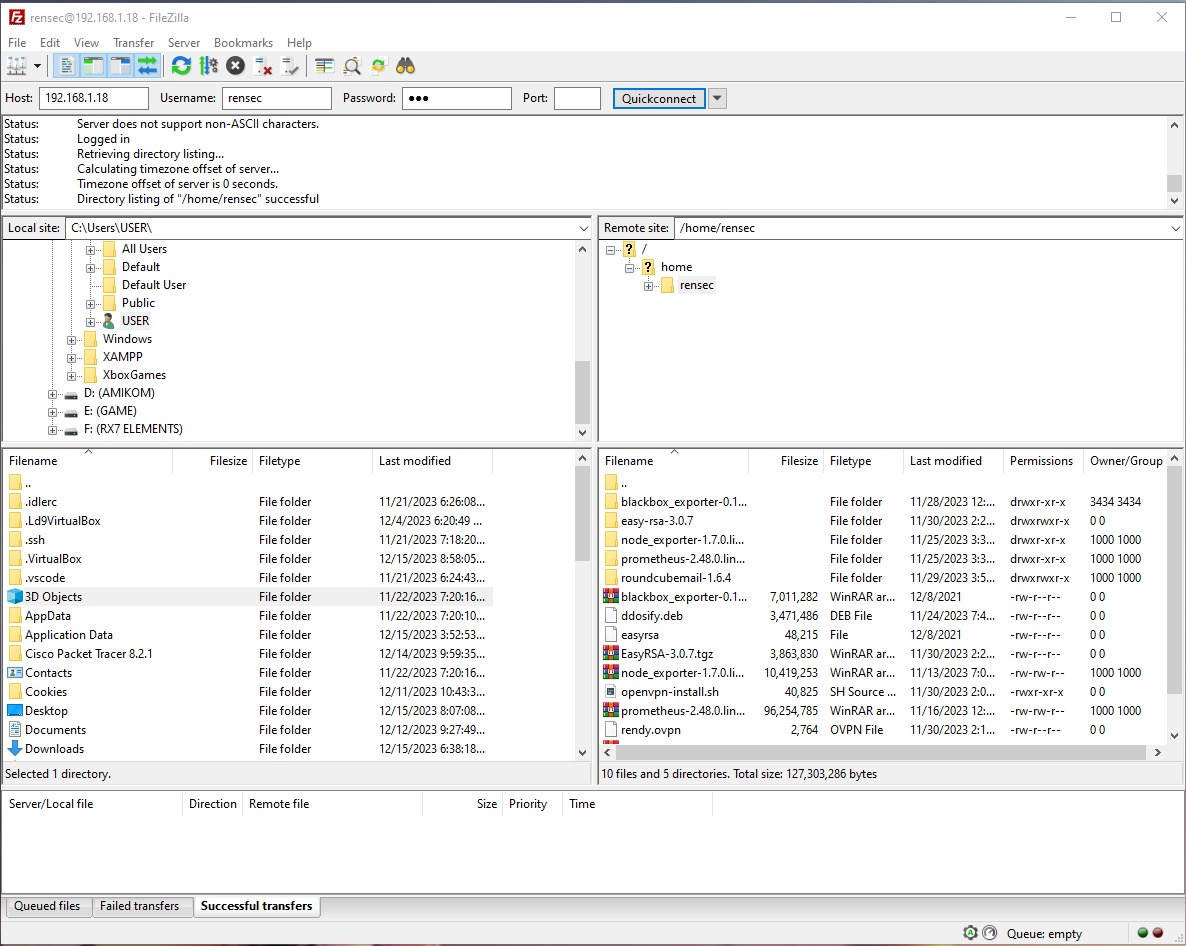 rensec@192.168.1.18 - FileZilla
File Edit View Transfer Server Bookmarks Help
Host: 192.168.1.18 Username: rensec Password: ●●● Port: Quickconnect
Status: Server does not support non-ASCII characters.
Status: Logged in
Status: Retrieving directory listing...
Status: Calculating timezone offset of server...
Status: Timezone offset of server is 0 seconds.
Status: Directory listing of "/home/rensec" successful
Local site: C:\Users\USER\
All Users
Default
Default User
Public
USER
Windows
XAMPP
XboxGames
D: (AMIKOM)
E: (GAME)
F: (RX7 ELEMENTS)
Remote site: /home/rensec
/
home
rensec
Filename Filesize Filetype Last modified
..
.idlerc File folder 11/21/2023 6:26:08...
.Ld9VirtualBox File folder 12/4/2023 6:20:49 ...
.ssh File folder 11/21/2023 7:18:20...
.VirtualBox File folder 12/15/2023 8:58:05...
.vscode File folder 11/21/2023 6:24:43...
3D Objects File folder 11/22/2023 7:20:16...
AppData File folder 11/22/2023 7:20:10...
Application Data File folder 12/15/2023 3:52:53...
Cisco Packet Tracer 8.2.1 File folder 12/14/2023 9:59:35...
Contacts File folder 11/22/2023 7:20:16...
Cookies File folder 12/11/2023 10:43:3...
Desktop File folder 12/15/2023 8:07:08...
Documents File folder 12/12/2023 9:27:49...
Downloads File folder 12/15/2023 6:38:18...
Selected 1 directory.
Filename Filesize Filetype Last modified Permissions Owner/Group
..
blackbox_exporter-0.1... File folder 11/28/2023 12:... drwxr-xr-x 3434 3434
easy-rsa-3.0.7 File folder 11/30/2023 2:2... drwxrwxr-x 0 0
node_exporter-1.7.0.li... File folder 11/25/2023 3:3... drwxr-xr-x 1000 1000
prometheus-2.48.0.lin... File folder 11/25/2023 3:3... drwxr-xr-x 1000 1000
roundcubemail-1.6.4 File folder 11/29/2023 3:5... drwxrwxr-x 1000 1000
blackbox_exporter-0.1... 7,011,282 WinRAR ar... 12/8/2021 -rw-r--r-- 0 0
ddosify.deb 3,471,486 DEB File 11/24/2023 7:4... -rw-r--r-- 0 0
easyrsa 48,215 File 12/8/2021 -rw-r--r-- 0 0
EasyRSA-3.0.7.tgz 3,863,830 WinRAR ar... 11/30/2023 2:2... -rw-r--r-- 0 0
node_exporter-1.7.0.li... 10,419,253 WinRAR ar... 11/13/2023 7:0... -rw-rw-r-- 1000 1000
openvpn-install.sh 40,825 SH Source ... 11/30/2023 2:0... -rwxr-xr-x 0 0
prometheus-2.48.0.lin... 96,254,785 WinRAR ar... 11/16/2023 12:... -rw-rw-r-- 1000 1000
rendy.ovpn 2,764 OVPN File 11/30/2023 2:1... -rw-r--r-- 0 0
10 files and 5 directories. Total size: 127,303,286 bytes
Server/Local file Direction Remote file Size Priority Time
Queued files Failed transfers Successful transfers
Queue: empty